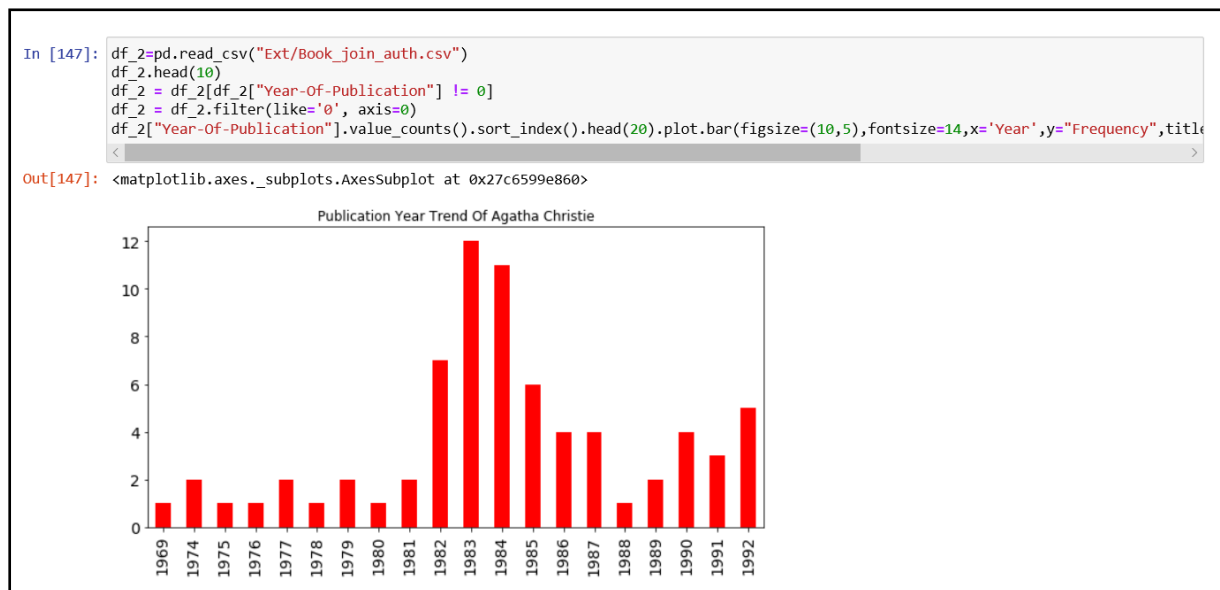 In [147]: df_2=pd.read_csv("Ext/Book_join_auth.csv")
df_2.head(10)
df_2 = df_2[df_2["Year-Of-Publication"] != 0]
df_2 = df_2.filter(like='0', axis=0)
df_2["Year-Of-Publication"].value_counts().sort_index().head(20).plot.bar(figsize=(10,5),fontsize=14,x='Year',y="Frequency",title
Out[147]: <matplotlib.axes._subplots.AxesSubplot at 0x27c6599e860>
Publication Year Trend Of Agatha Christie
12
10
8
6
4
2
0
1969 1974 1975 1976 1977 1978 1979 1980 1981 1982 1983 1984 1985 1986 1987 1988 1989 1990 1991 1992